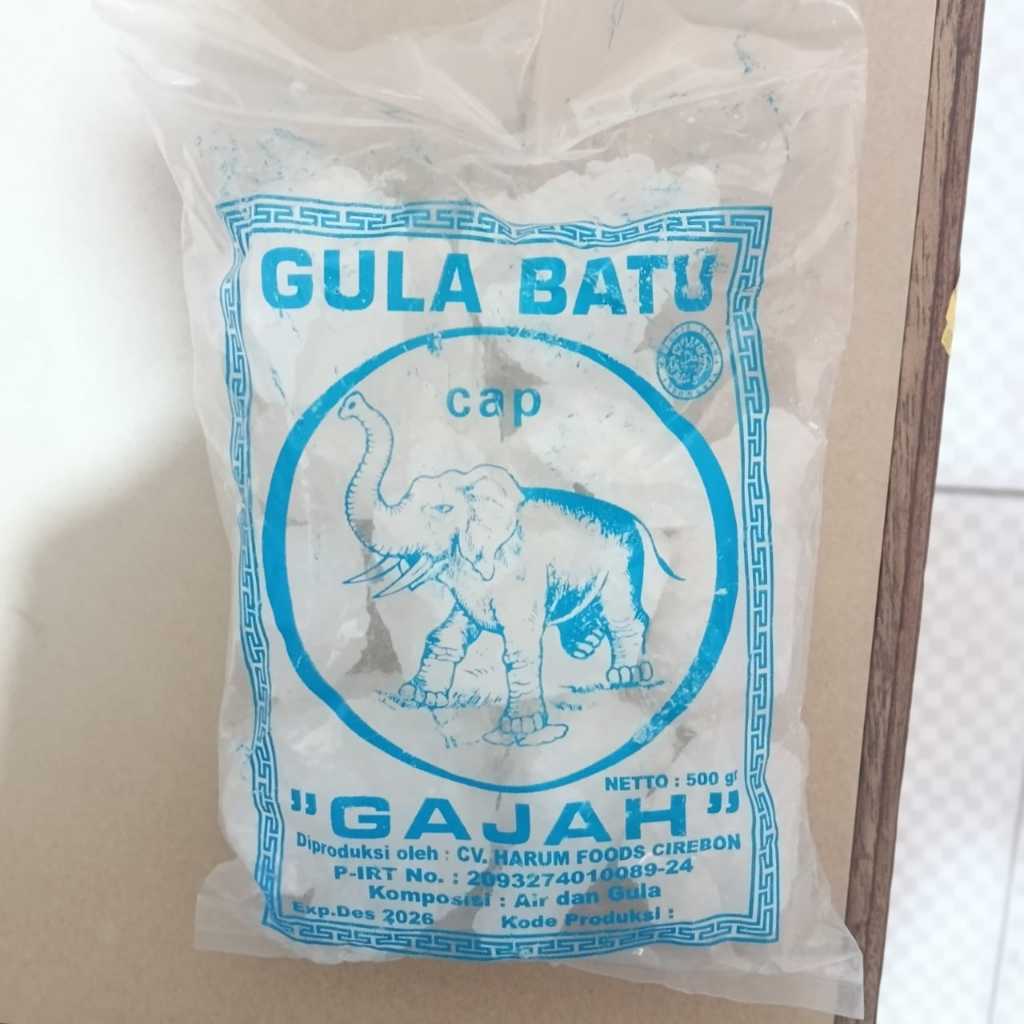 GULA BATU
cap
NETTO : 500 gr
"GAJAH"
Diproduksi oleh : CV. HARUM FOODS CIREBON
P-IRT No. : 2093274010089-24
Komposisi : Air dan Gula
Exp.Des 2026 Kode Produksi :